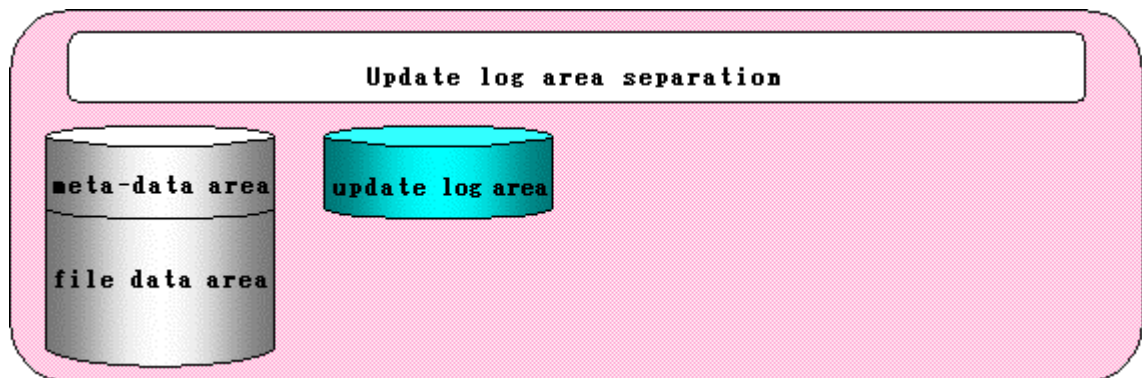 Update log area separation
meta-data area
update log area
file data area